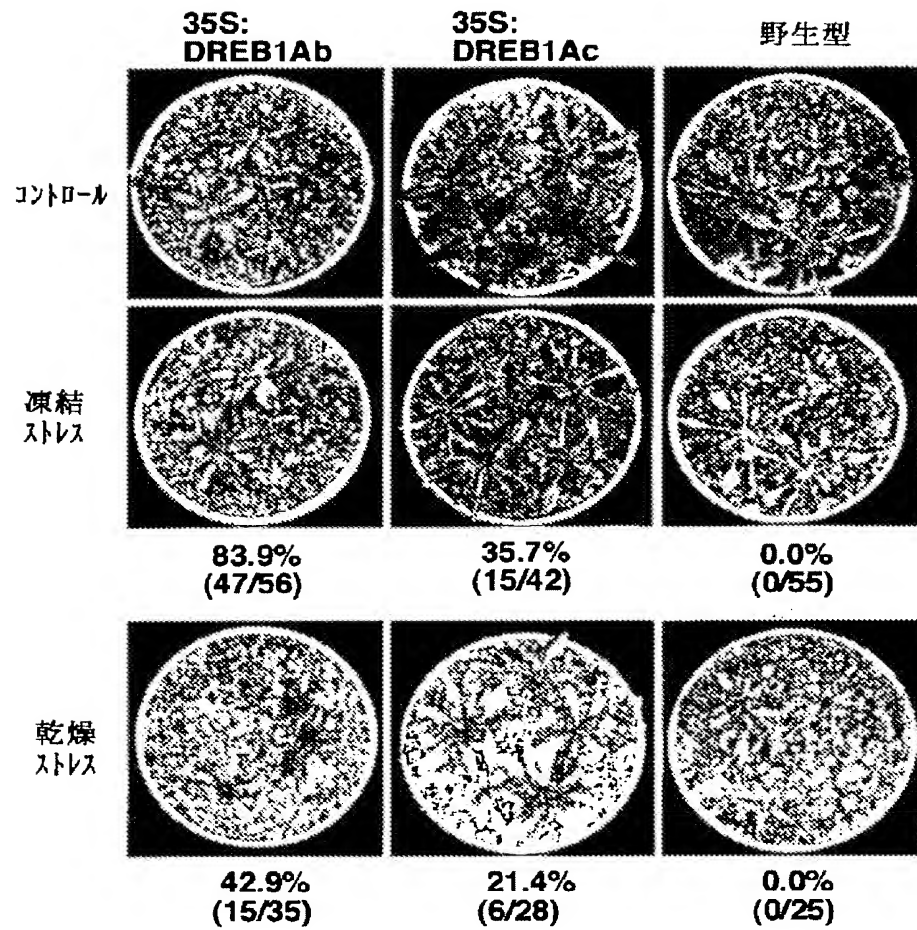 35S:
DREB1Ab
35S:
DREB1Ac
野生型
コントロール
凍結
ストレス
83.9%
(47/56)
35.7%
(15/42)
0.0%
(0/55)
乾燥
ストレス
42.9%
(15/35)
21.4%
(6/28)
0.0%
(0/25)